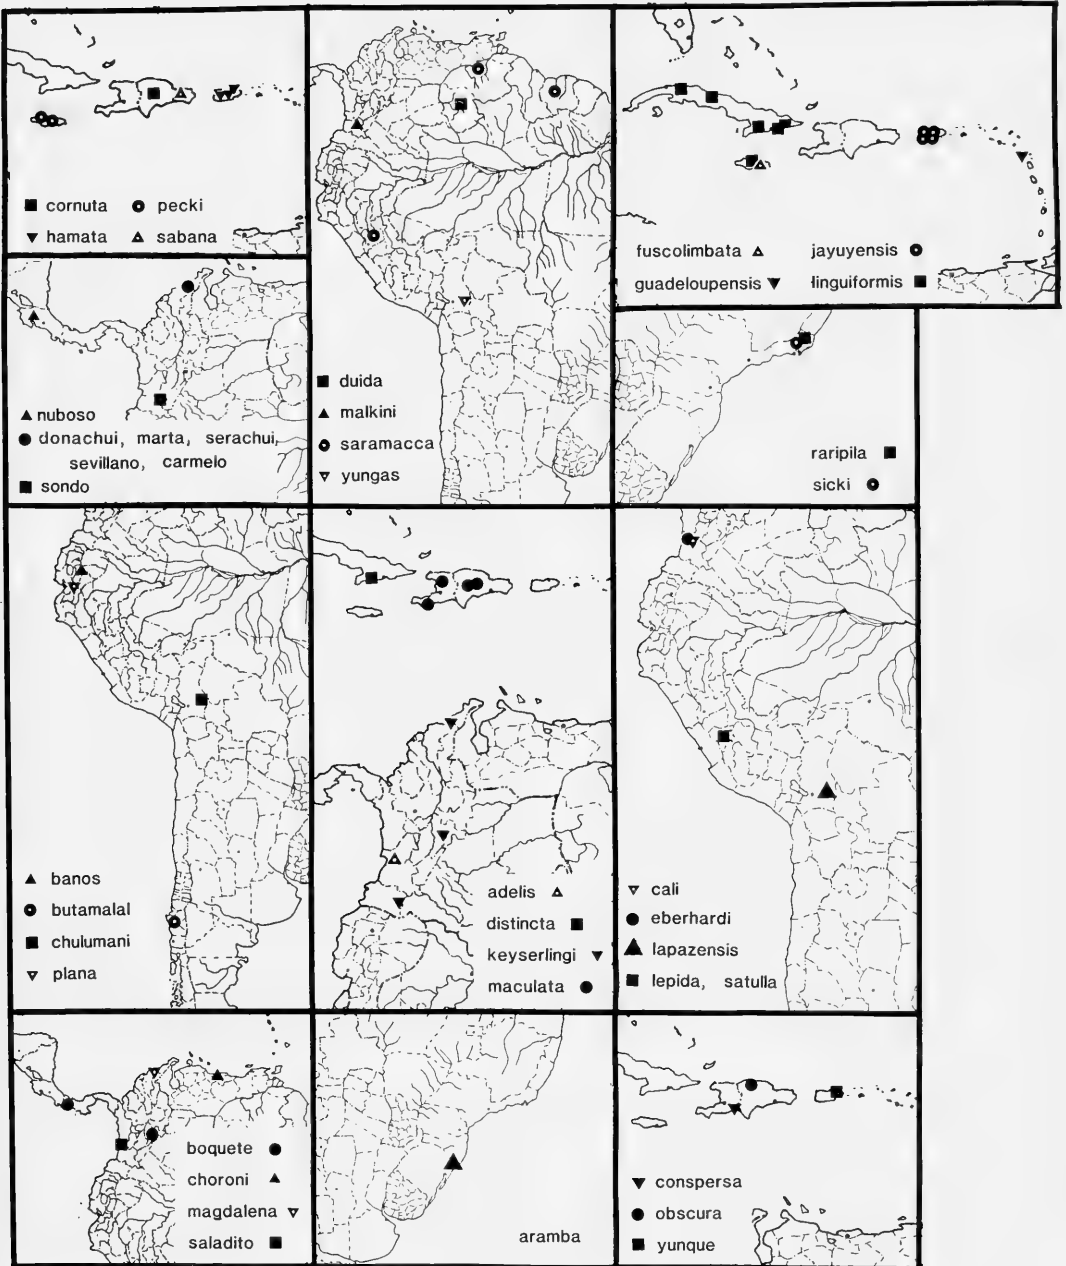 cornuta pecki
hamata sabana
fuscolimbata jayuyensis
guadeloupensis linguiformis
nuboso
donachui, marta, serachui,
sevillano, carmelo
sondo
duida
malkini
saramacca
yungas
raripila
sicki
banos
butamalal
chulumani
plana
adelis
distincta
keyserlingi
maculata
cali
eberhardi
lapazensis
lepida, satulla
boquete
choroni
magdalena
saladito
aramba
conspersa
obscura
yunque